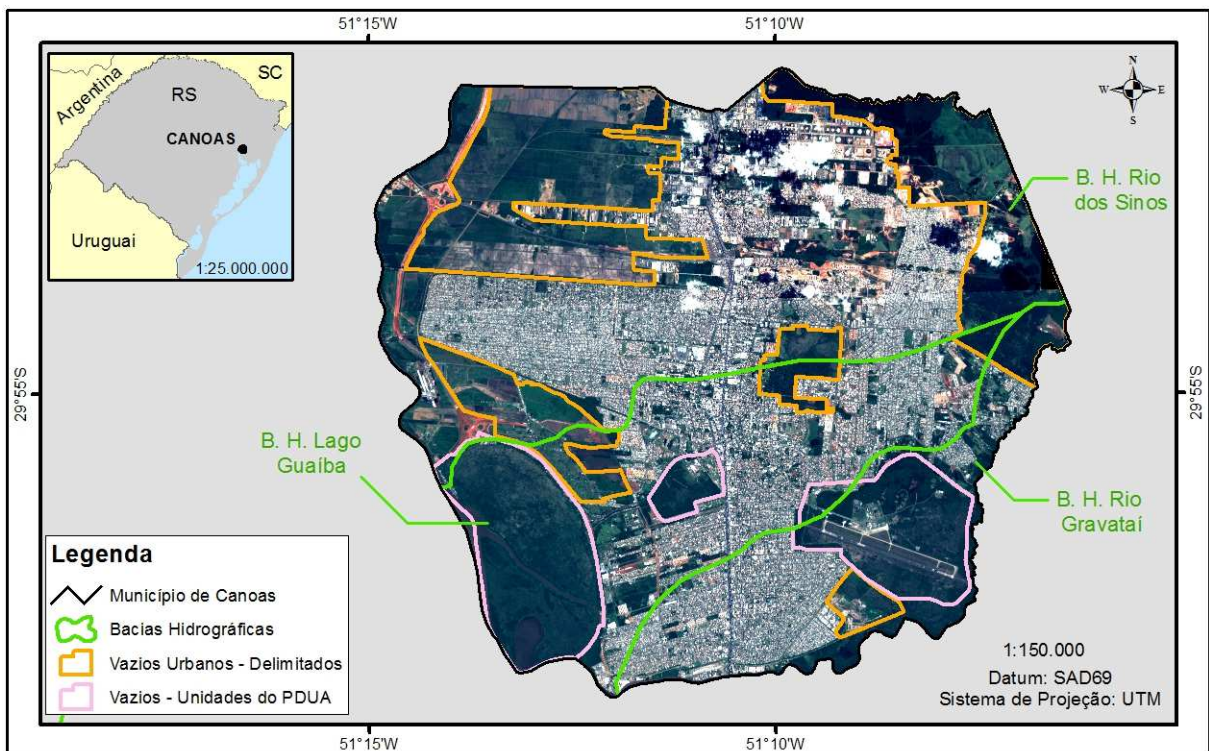 51°15'W
51°10'W
Argentina
SC
RS
CANOAS
Uruguai
1:25.000.000
N
W
E
S
B. H. Rio
dos Sinos
29°55'S
29°55'S
B. H. Lago
Guaíba
B. H. Rio
Gravataí
Legenda
Município de Canoas
Bacias Hidrográficas
Vazios Urbanos - Delimitados
Vazios - Unidades do PDUA
1:150.000
Datum: SAD69
Sistema de Projeção: UTM
51°15'W
51°10'W